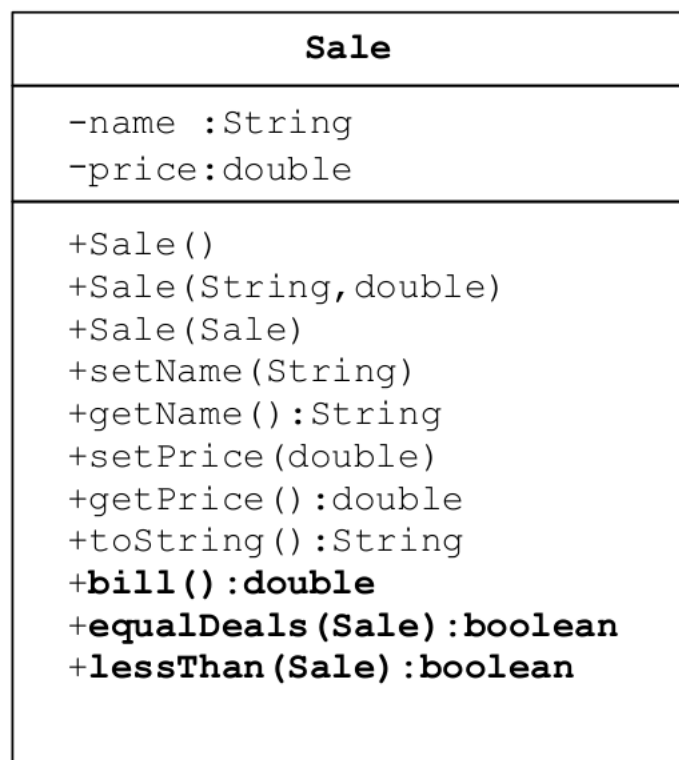 Sale
-name :String
-price:double
+Sale()
+Sale(String,double)
+Sale(Sale)
+setName(String)
+getName():String
+setPrice(double)
+getPrice():double
+toString():String
+bill():double
+equalDeals(Sale):boolean
+lessThan(Sale):boolean